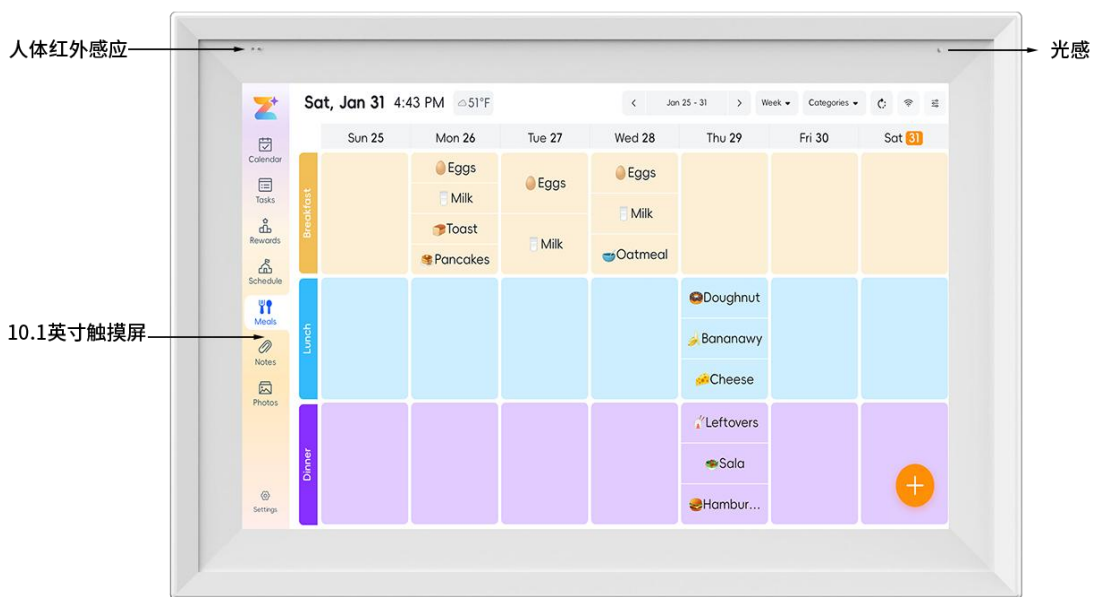 人体红外感应
光感
10.1英寸触摸屏
Sat, Jan 31 4:43 PM 51°F
Jan 25 - 31 Week Categories
Calendar
Tasks
Rewards
Schedule
Meals
Notes
Photos
Settings
Sun 25 Mon 26 Tue 27 Wed 28 Thu 29 Fri 30 Sat 31
Breakfast
Eggs
Milk
Toast
Pancakes
Eggs
Milk
Eggs
Milk
Oatmeal
Lunch
Doughnut
Bananawy
Cheese
Dinner
Leftovers
Sala
Hambur...